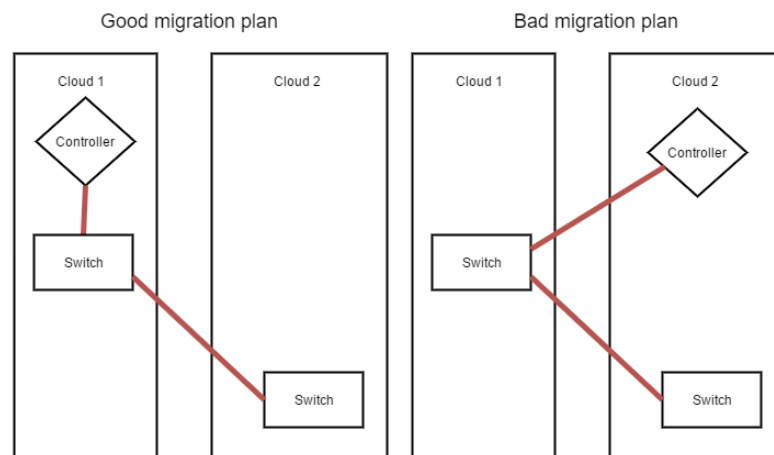 Good migration plan
Bad migration plan
Cloud 1
Cloud 2
Cloud 1
Cloud 2
Controller
Controller
Switch
Switch
Switch
Switch